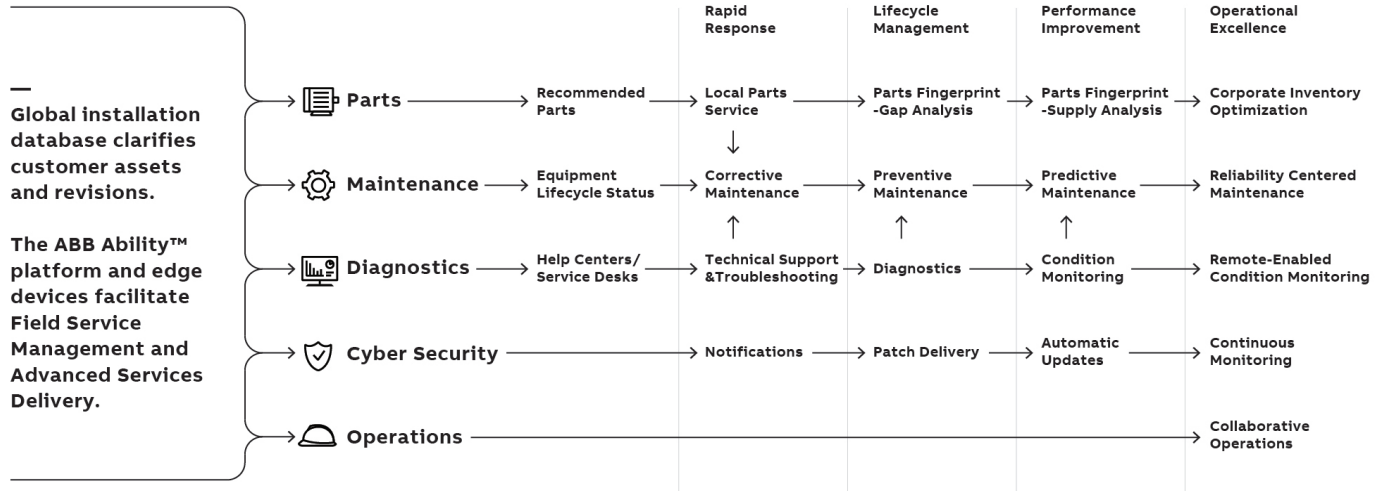 Rapid
Response
Lifecycle
Management
Performance
Improvement
Operational
Excellence
Global installation
database clarifies
customer assets
and revisions.
The ABB Ability™
platform and edge
devices facilitate
Field Service
Management and
Advanced Services
Delivery.
Parts
Recommended
Parts
Local Parts
Service
Parts Fingerprint
-Gap Analysis
Parts Fingerprint
-Supply Analysis
Corporate Inventory
Optimization
Maintenance
Equipment
Lifecycle Status
Corrective
Maintenance
Preventive
Maintenance
Predictive
Maintenance
Reliability Centered
Maintenance
Diagnostics
Help Centers/
Service Desks
Technical Support
&Troubleshooting
Diagnostics
Condition
Monitoring
Remote-Enabled
Condition Monitoring
Cyber Security
Notifications
Patch Delivery
Automatic
Updates
Continuous
Monitoring
Operations
Collaborative
Operations